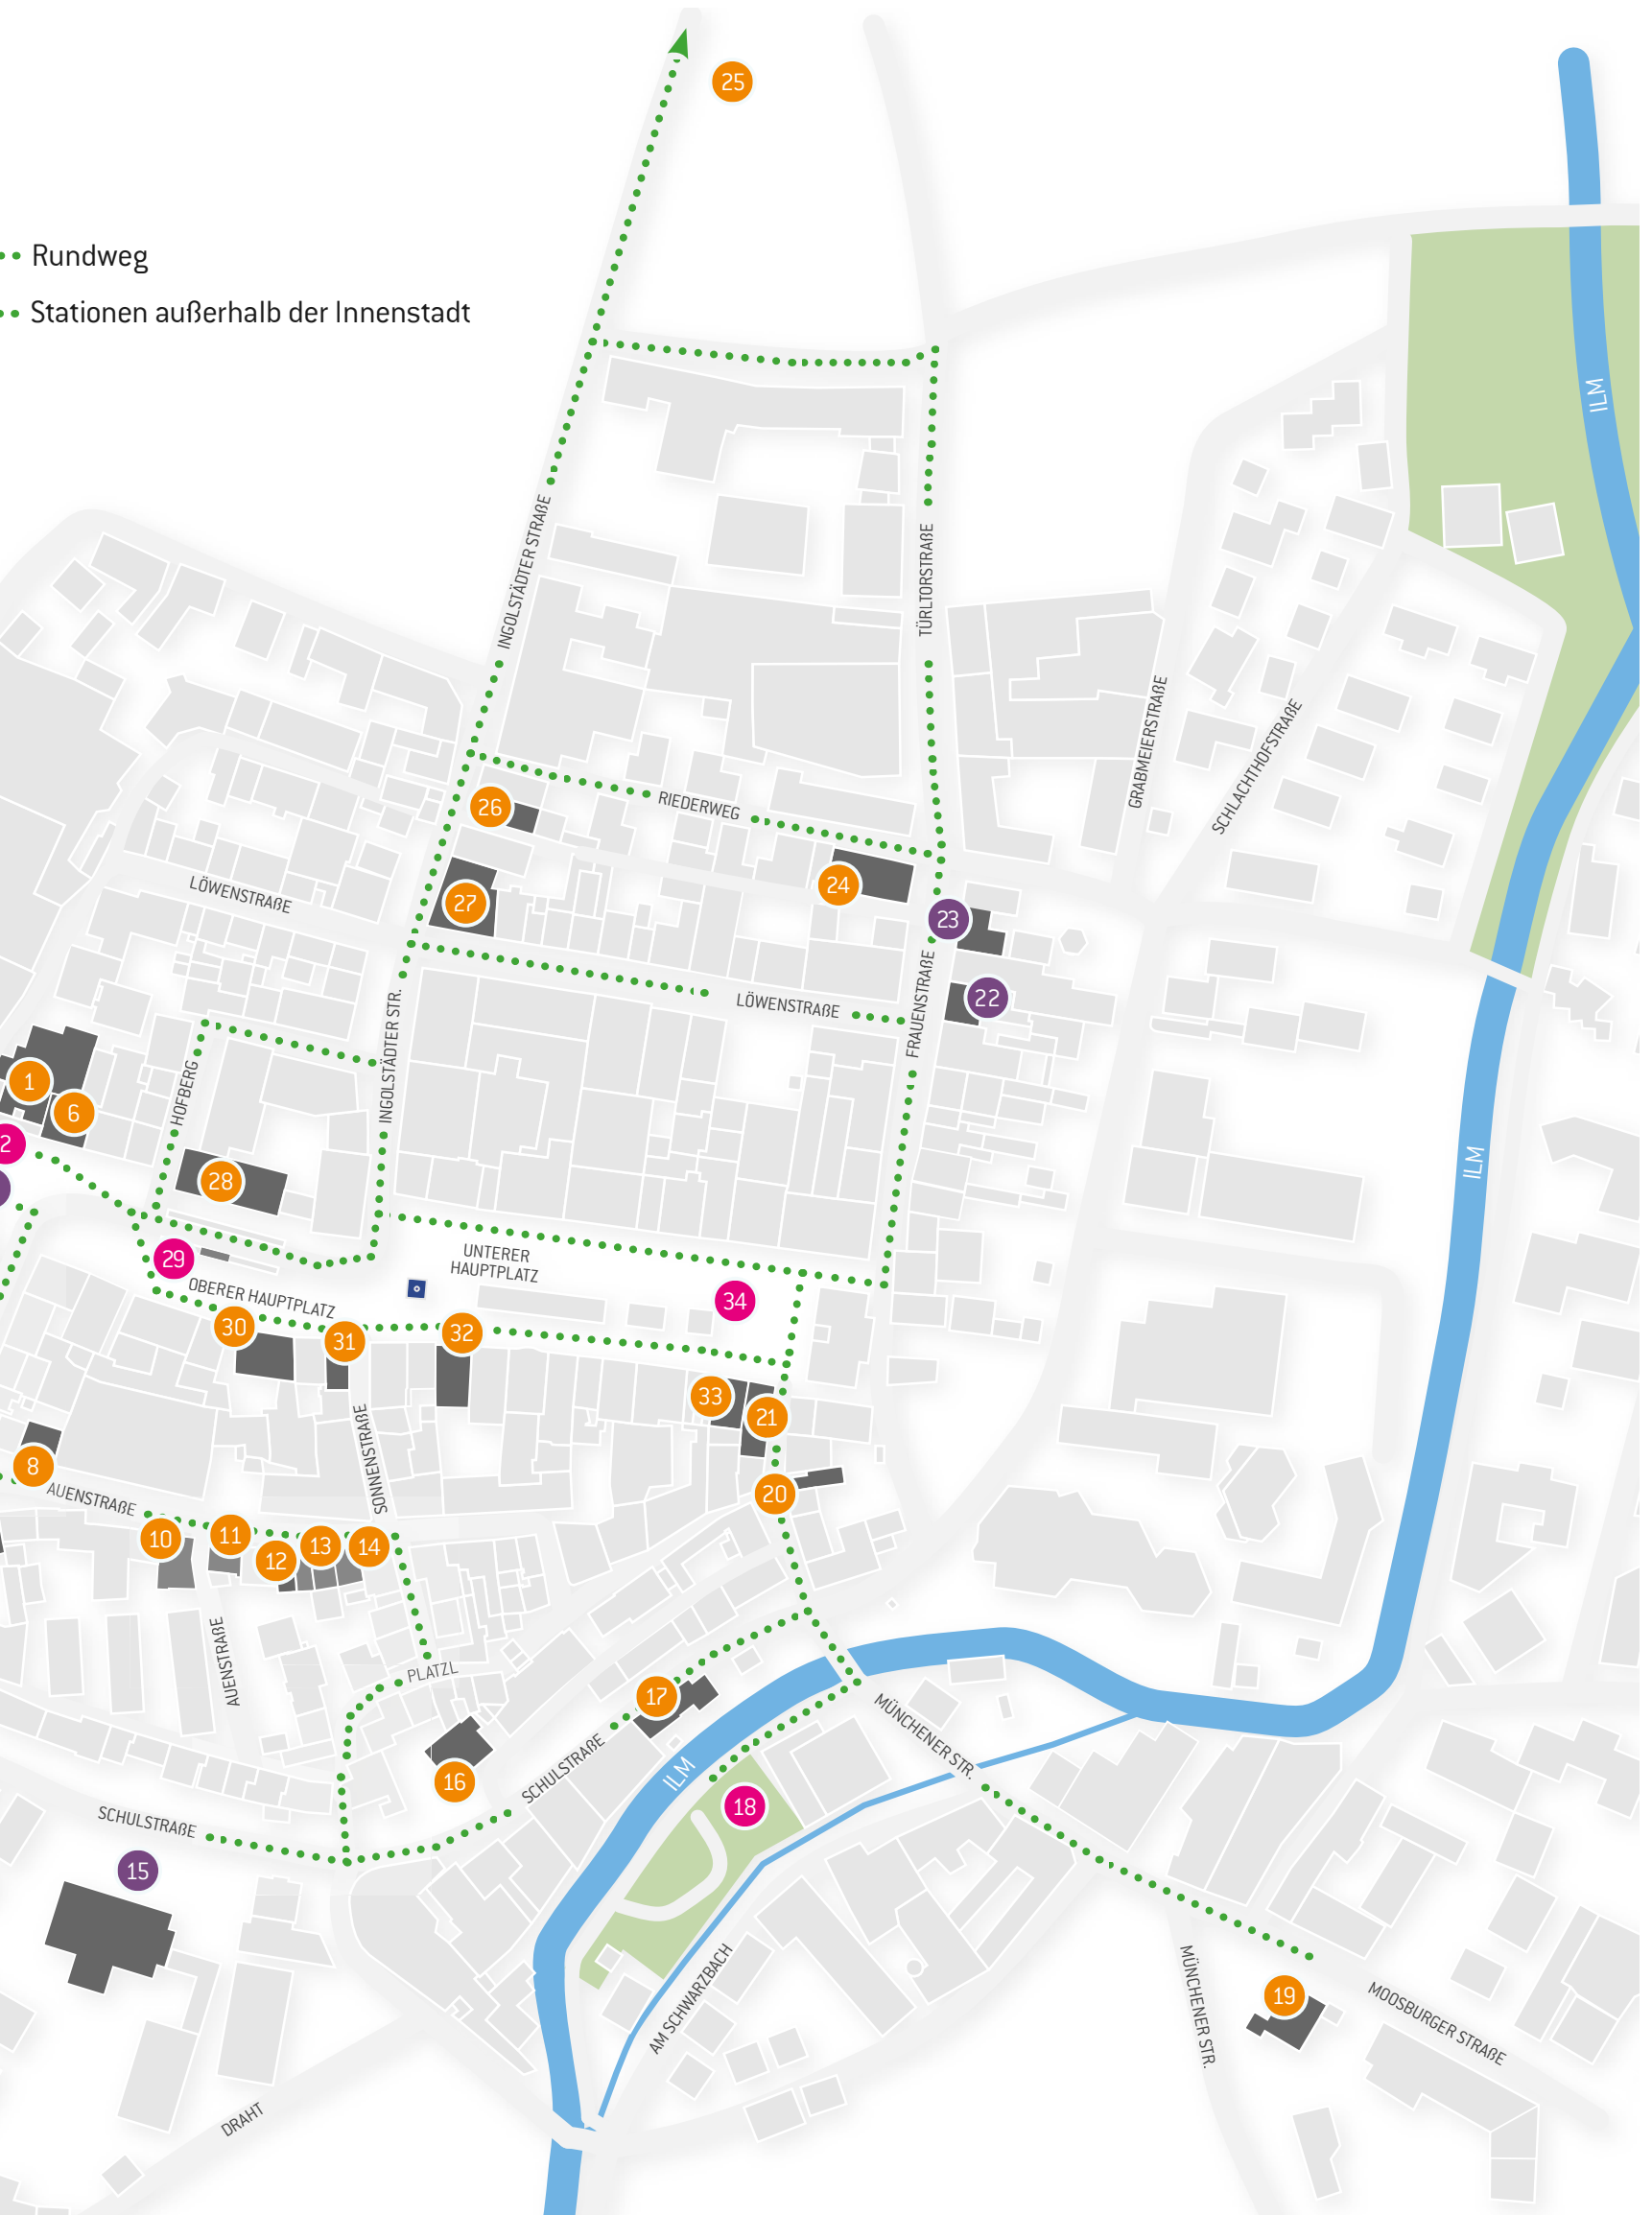 25
Rundweg
Stationen außerhalb der Innenstadt
ILM
INGOLSTÄDTER STRAßE
TÜRLTORSTRAßE
GRABMEIERSTRAßE
SCHLACHTHOFSTRAßE
RIEDERWEG
26
24
27
LÖWENSTRAßE
23
LÖWENSTRAßE
22
FRAUENSTRAßE
INGOLSTÄDTER STR.
HOFBERG
1
6
2
28
ILM
29
UNTERER
HAUPTPLATZ
OBERER HAUPTPLATZ
34
30
31
32
33
21
SONNENSTRAßE
8
AUENSTRAßE
20
10
11
12
13
14
AUENSTRAßE
PLATZL
17
MÜNCHENER STR.
16
SCHULSTRAßE
ILM
18
SCHULSTRAßE
15
AM SCHWARZBACH
MÜNCHENER STR.
19
MOOSBURGER STRAßE
DRAHT